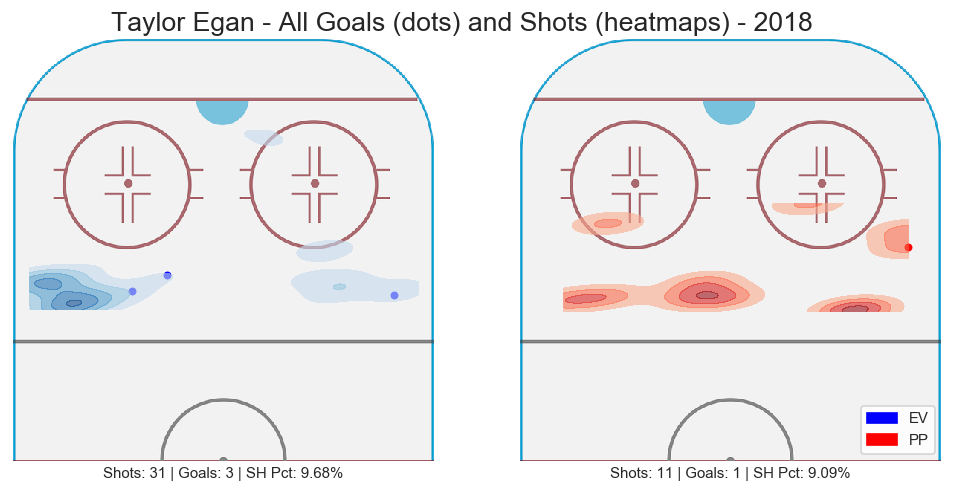 Taylor Egan - All Goals (dots) and Shots (heatmaps) - 2018
EV
PP
Shots: 31 | Goals: 3 | SH Pct: 9.68%
Shots: 11 | Goals: 1 | SH Pct: 9.09%